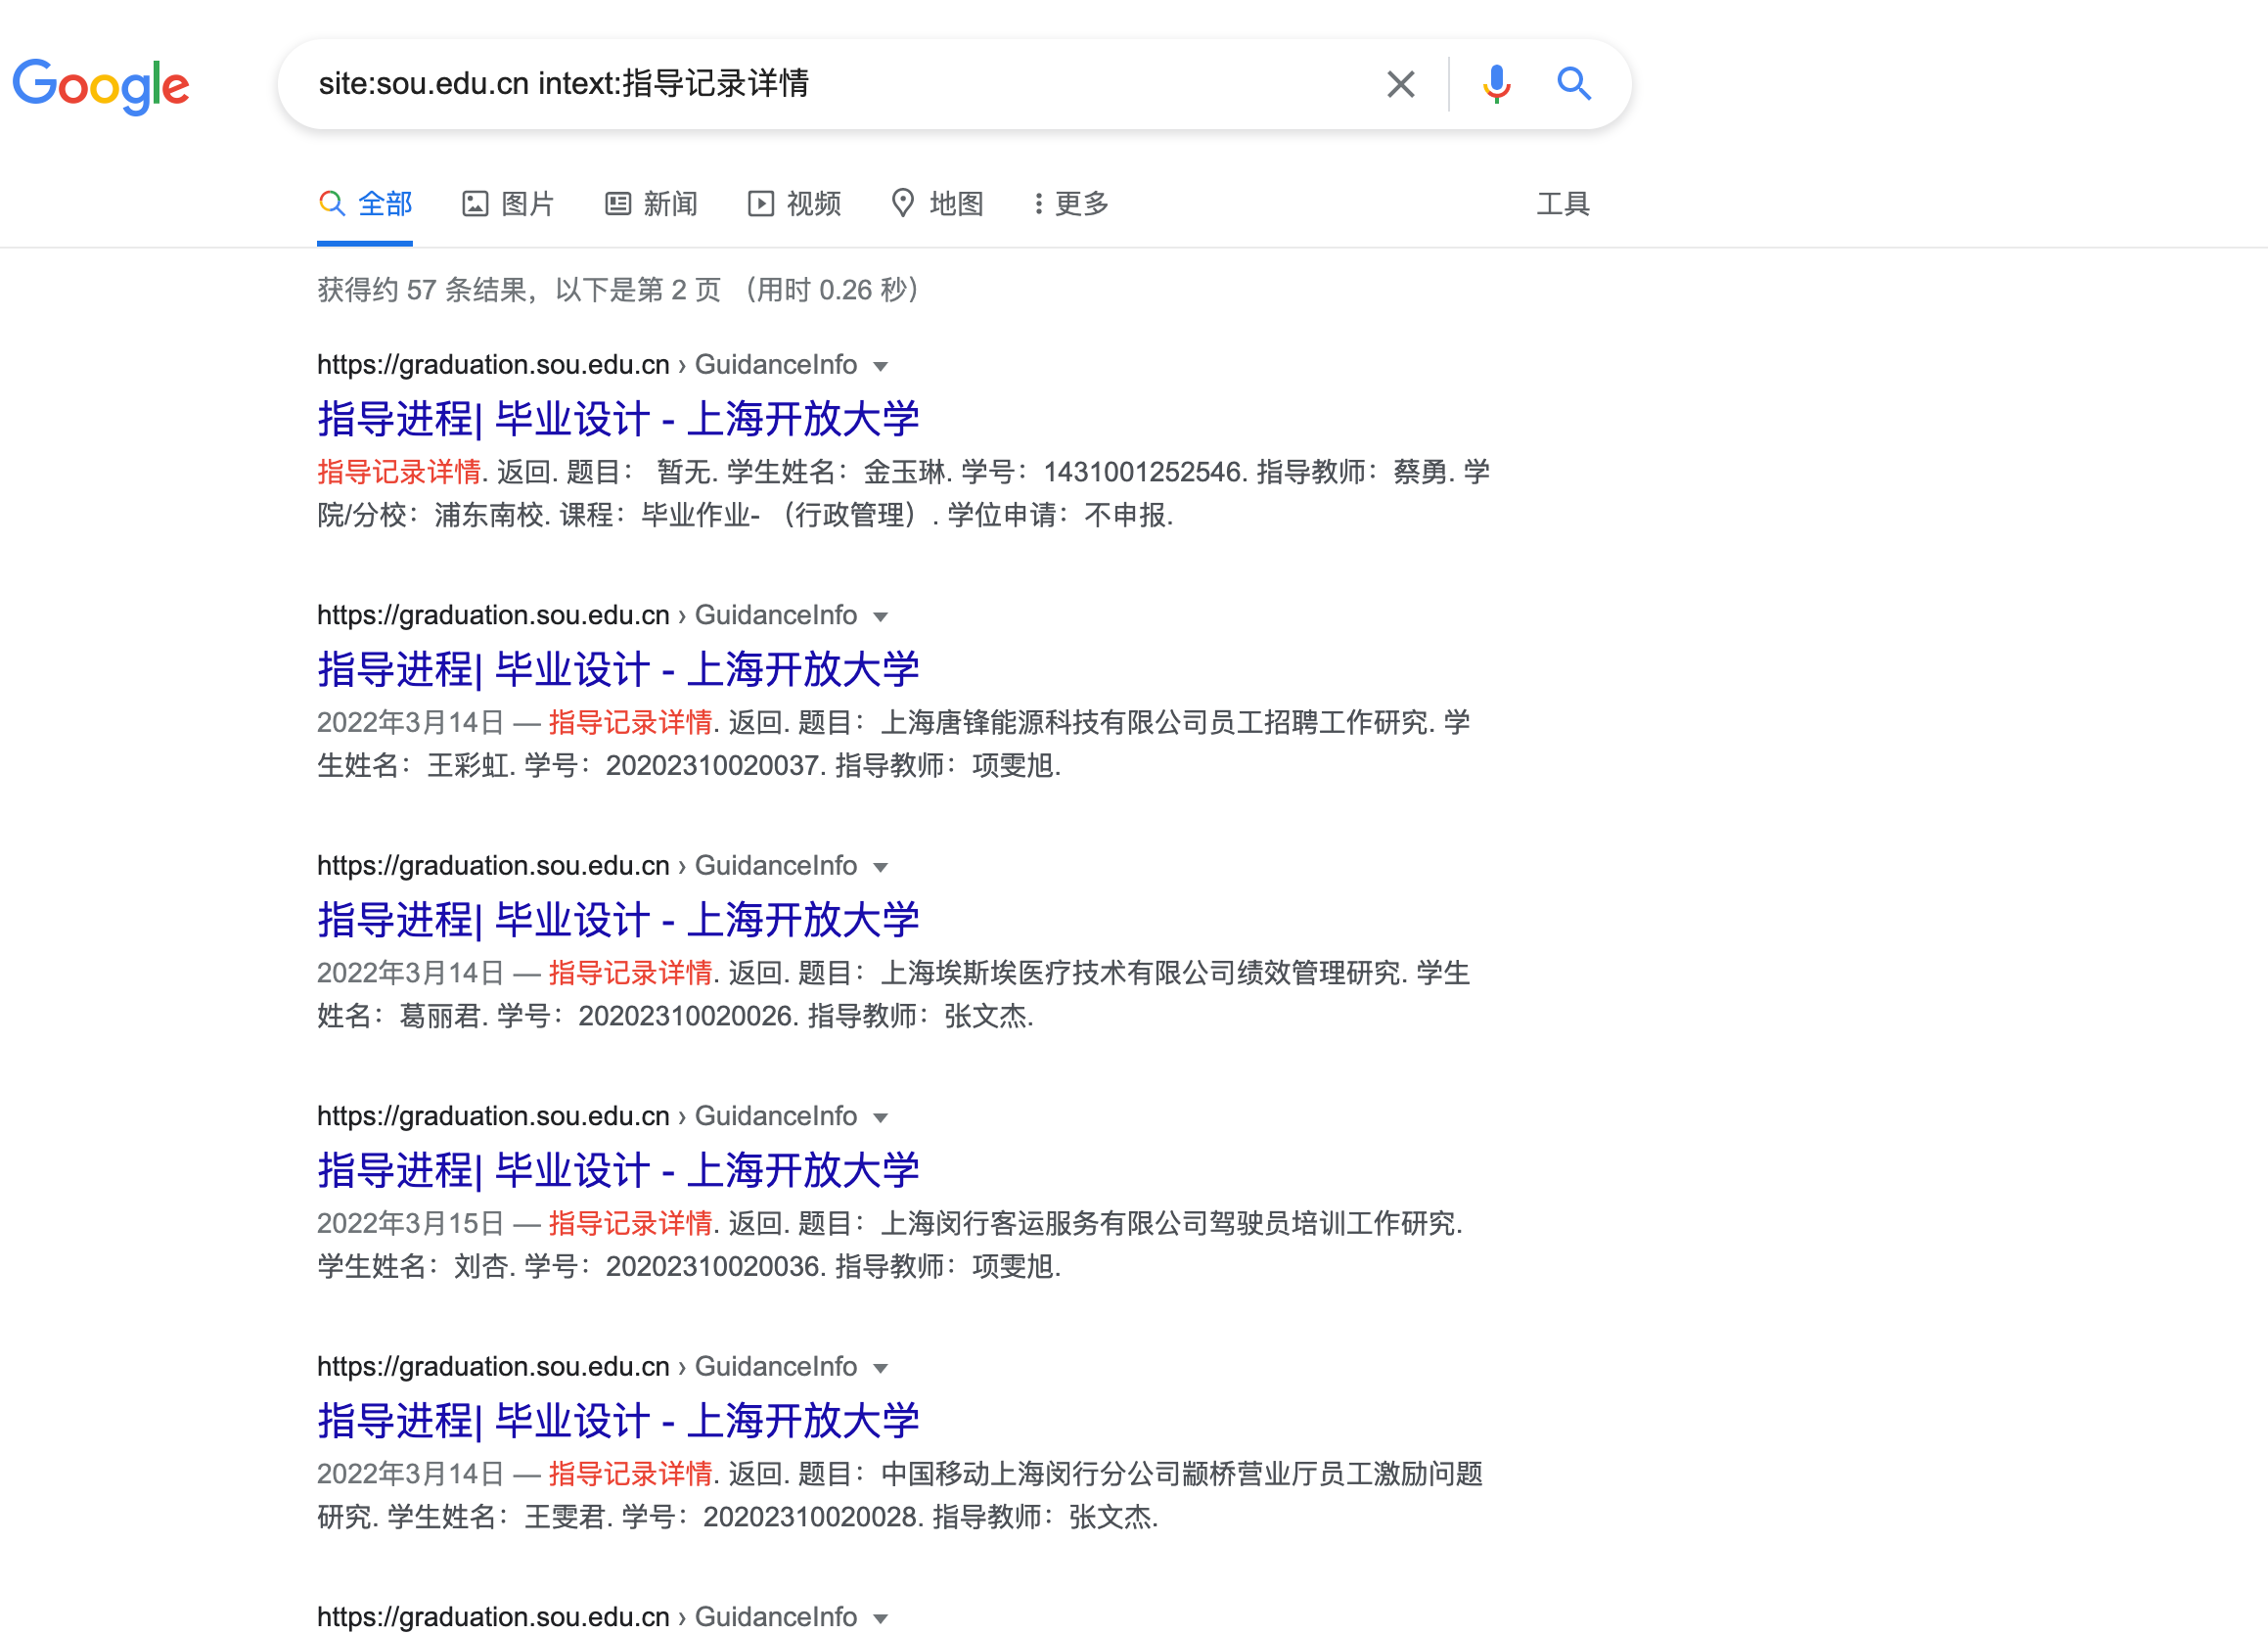 Google
site:sou.edu.cn intext:指导记录详情
全部 图片 新闻 视频 地图 更多 工具
获得约 57 条结果，以下是第 2 页 （用时 0.26 秒）
https://graduation.sou.edu.cn › GuidanceInfo
指导进程| 毕业设计 - 上海开放大学
指导记录详情. 返回. 题目： 暂无. 学生姓名：金玉琳. 学号：1431001252546. 指导教师：蔡勇. 学
院/分校：浦东南校. 课程：毕业作业- （行政管理）. 学位申请：不申报.
https://graduation.sou.edu.cn › GuidanceInfo
指导进程| 毕业设计 - 上海开放大学
2022年3月14日 — 指导记录详情. 返回. 题目：上海唐锋能源科技有限公司员工招聘工作研究. 学
生姓名：王彩虹. 学号：20202310020037. 指导教师：项雯旭.
https://graduation.sou.edu.cn › GuidanceInfo
指导进程| 毕业设计 - 上海开放大学
2022年3月14日 — 指导记录详情. 返回. 题目：上海埃斯埃医疗技术有限公司绩效管理研究. 学生
姓名：葛丽君. 学号：20202310020026. 指导教师：张文杰.
https://graduation.sou.edu.cn › GuidanceInfo
指导进程| 毕业设计 - 上海开放大学
2022年3月15日 — 指导记录详情. 返回. 题目：上海闵行客运服务有限公司驾驶员培训工作研究.
学生姓名：刘杏. 学号：20202310020036. 指导教师：项雯旭.
https://graduation.sou.edu.cn › GuidanceInfo
指导进程| 毕业设计 - 上海开放大学
2022年3月14日 — 指导记录详情. 返回. 题目：中国移动上海闵行分公司颛桥营业厅员工激励问题
研究. 学生姓名：王雯君. 学号：20202310020028. 指导教师：张文杰.
https://graduation.sou.edu.cn › GuidanceInfo